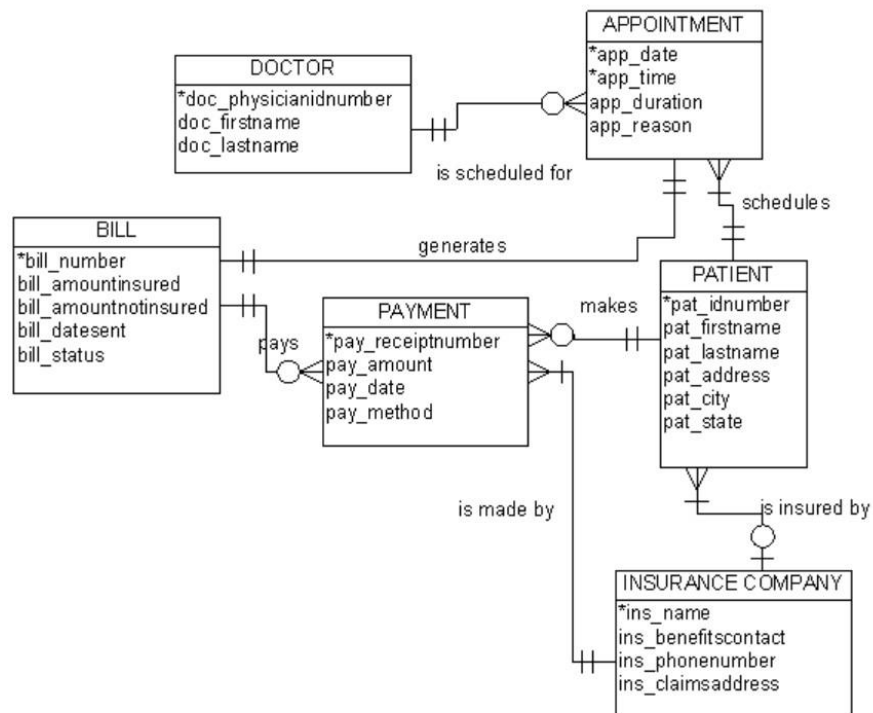 APPOINTMENT
*app_date
*app_time
app_duration
app_reason
DOCTOR
*doc_physicianidnumber
doc_firstname
doc_lastname
is scheduled for
schedules
BILL
*bill_number
bill_amountinsured
bill_amountnotinsured
bill_datesent
bill_status
generates
PATIENT
*pat_idnumber
pat_firstname
pat_lastname
pat_address
pat_city
pat_state
makes
PAYMENT
*pay_receiptnumber
pay_amount
pay_date
pay_method
pays
is made by
is insured by
INSURANCE COMPANY
*ins_name
ins_benefitscontact
ins_phonenumber
ins_claimsaddress